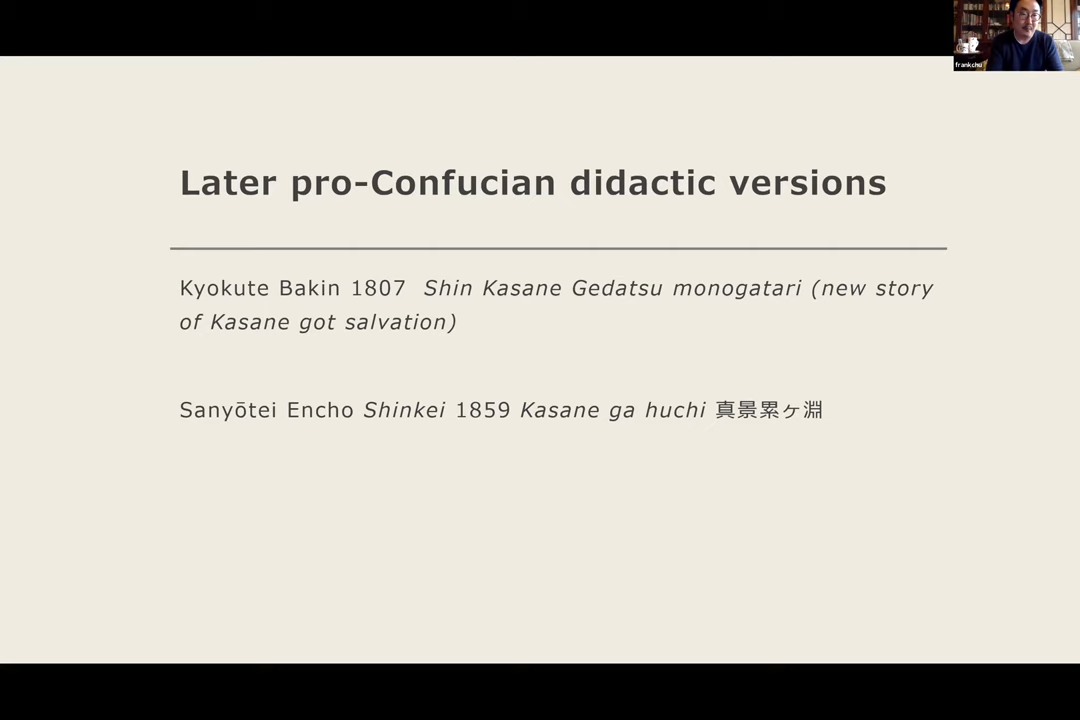 frankchu
Later pro-Confucian didactic versions
Kyokute Bakin 1807 Shin Kasane Gedatsu monogatari (new story
of Kasane got salvation)
Sanyōtei Encho Shinkei 1859 Kasane ga huchi 真景累ヶ淵